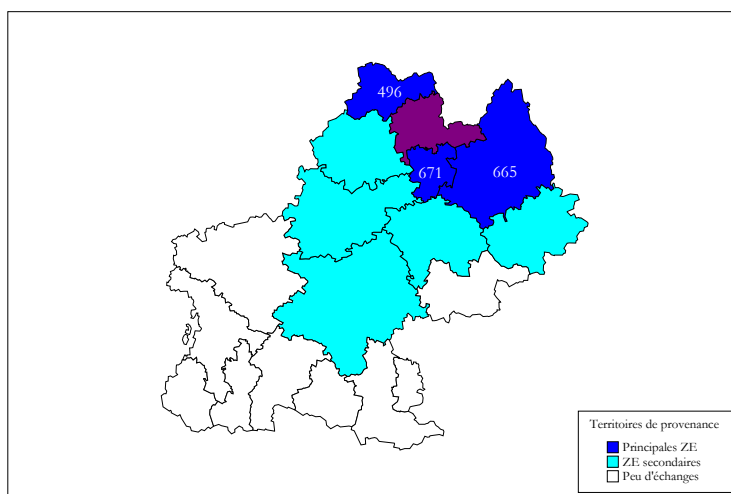 496
671
665
Territoires de provenance
Principales ZE
ZE secondaires
Peu d'échanges